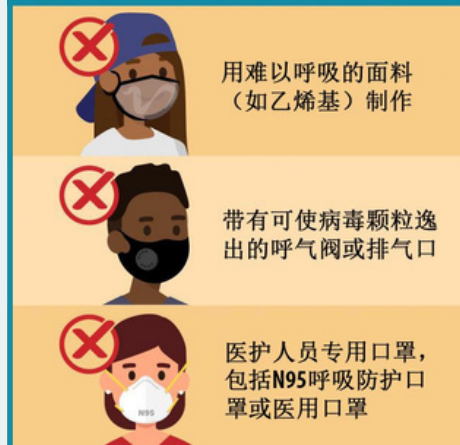 用难以呼吸的面料
（如乙烯基）制作
带有可使病毒颗粒逸
出的呼气阀或排气口
医护人员专用口罩，
包括N95呼吸防护口
罩或医用口罩
N95